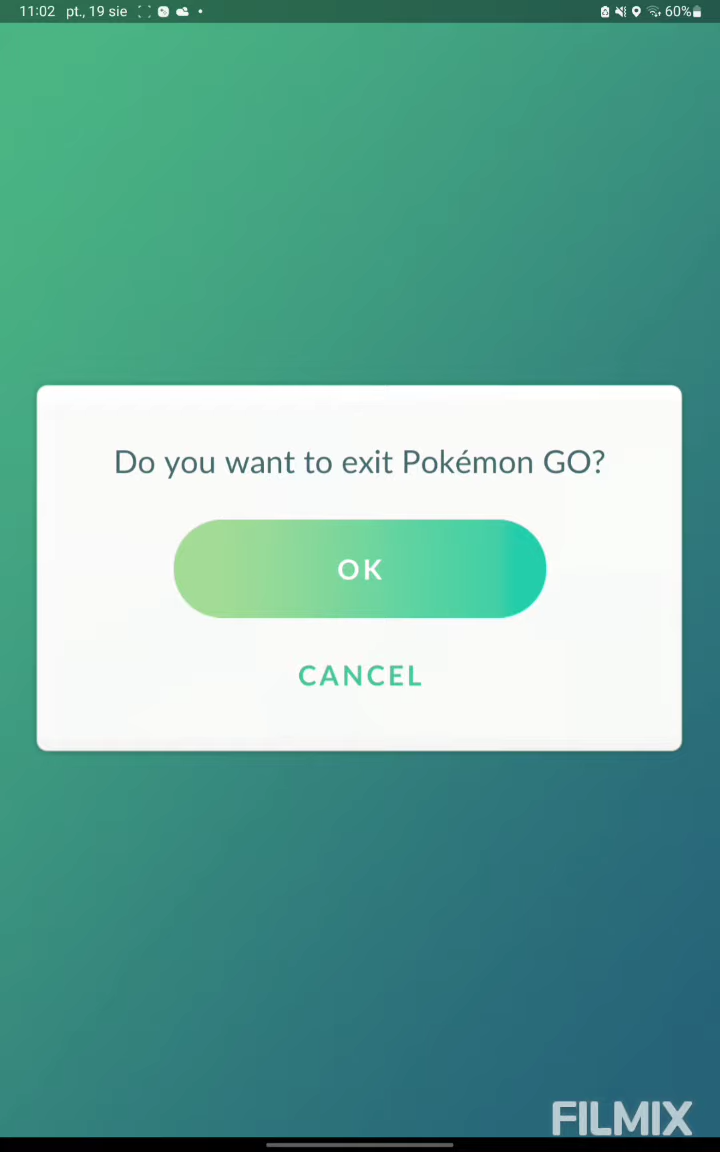 11:02 pt., 19 sie 60%
Do you want to exit Pokémon GO?
OK
CANCEL
FILMIX